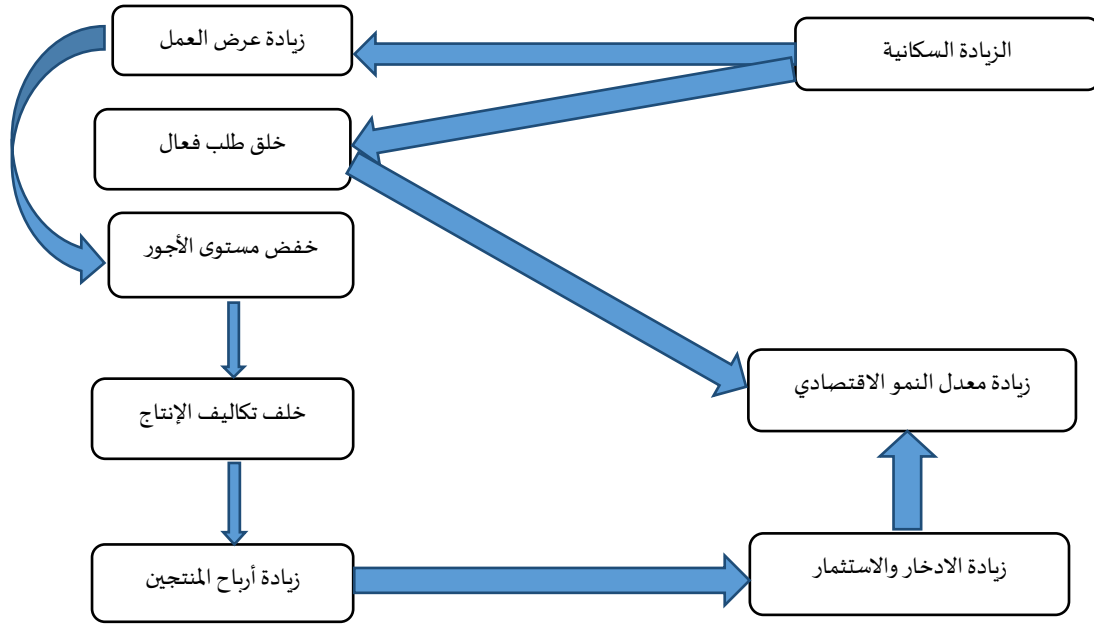 الزيادة السكانية
زيادة عرض العمل
خلق طلب فعال
خفض مستوى الأجور
زيادة معدل النمو الاقتصادي
خلف تكاليف الإنتاج
زيادة الادخار والاستثمار
زيادة أرباح المنتجين